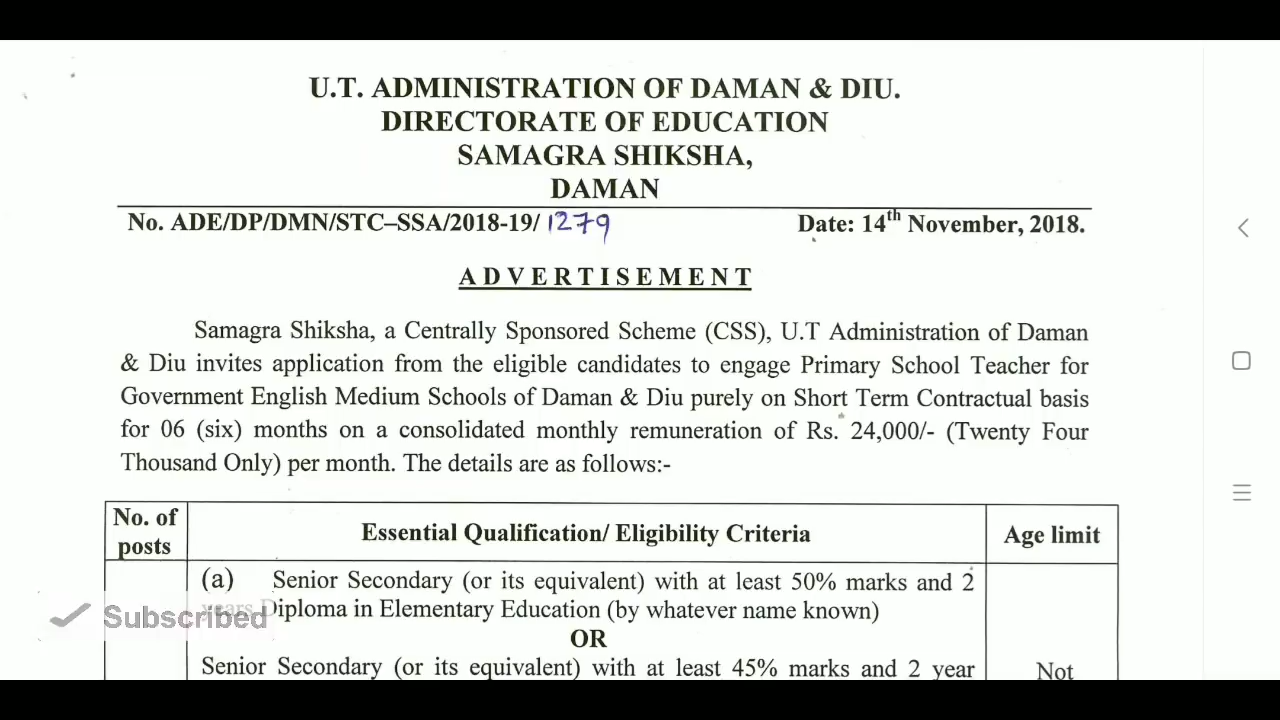 U.T. ADMINISTRATION OF DAMAN & DIU.
DIRECTORATE OF EDUCATION
SAMAGRA SHIKSHA,
DAMAN
No. ADE/DP/DMN/STC–SSA/2018-19/ 1279 Date: 14th November, 2018.
ADVERTISEMENT
Samagra Shiksha, a Centrally Sponsored Scheme (CSS), U.T Administration of Daman
& Diu invites application from the eligible candidates to engage Primary School Teacher for
Government English Medium Schools of Daman & Diu purely on Short Term Contractual basis
for 06 (six) months on a consolidated monthly remuneration of Rs. 24,000/- (Twenty Four
Thousand Only) per month. The details are as follows:-
No. of
posts
Essential Qualification/ Eligibility Criteria
Age limit
(a) Senior Secondary (or its equivalent) with at least 50% marks and 2
years Diploma in Elementary Education (by whatever name known)
OR
Senior Secondary (or its equivalent) with at least 45% marks and 2 year
Not
Subscribed